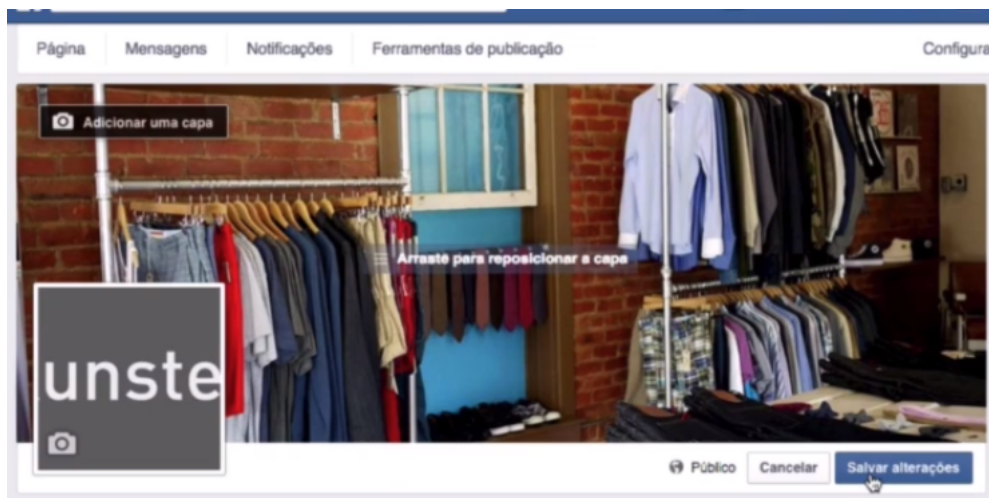 Página Mensagens Notificações Ferramentas de publicação Configura
Adicionar uma capa
Arraste para reposicionar a capa
unste
Público Cancelar Salvar alterações